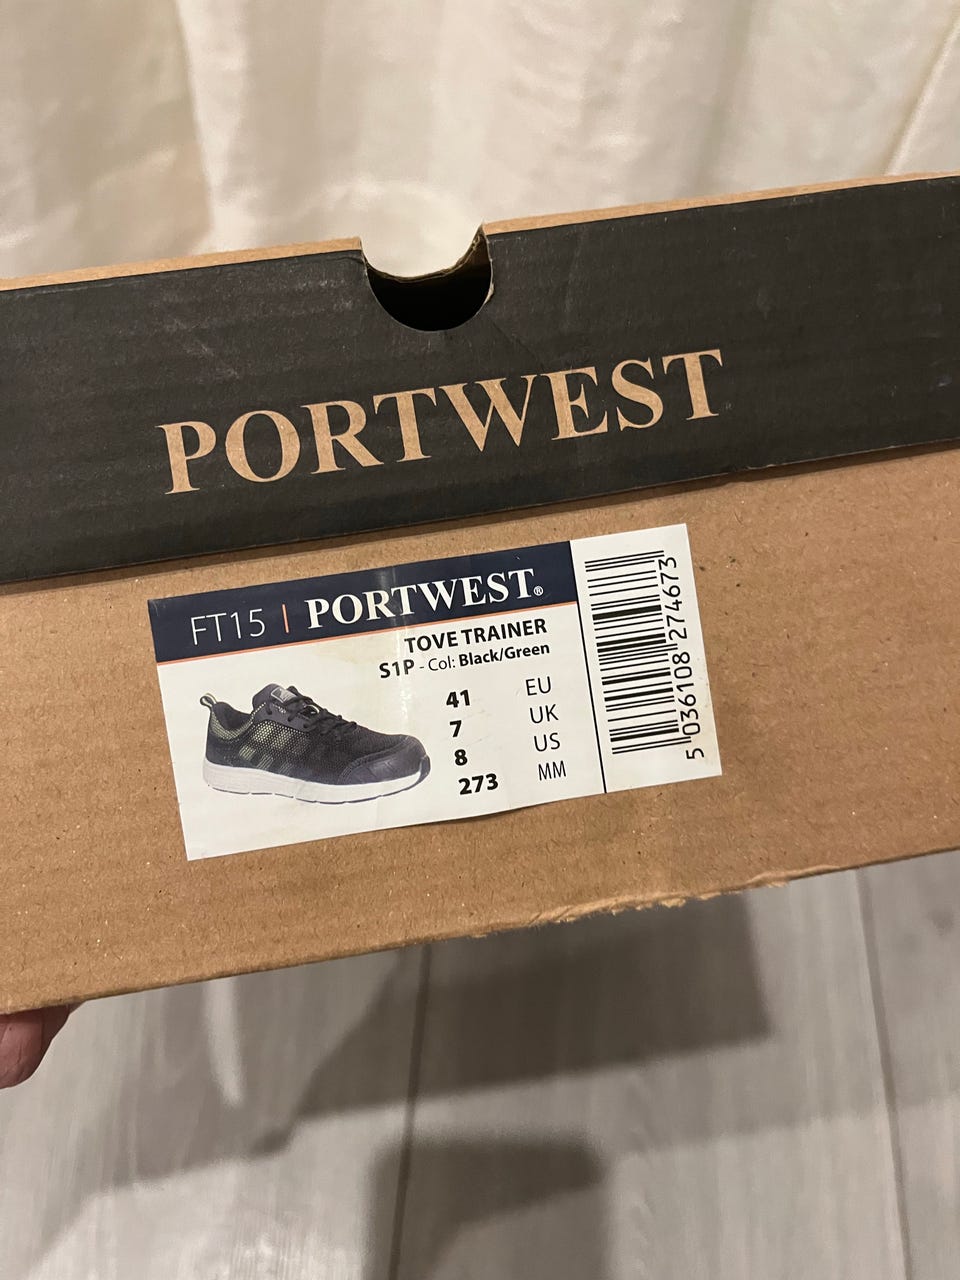 PORTWEST
FT15 | PORTWEST®
TOVE TRAINER
S1P - Col: Black/Green
41 EU
7 UK
8 US
273 MM
5 036108 274673